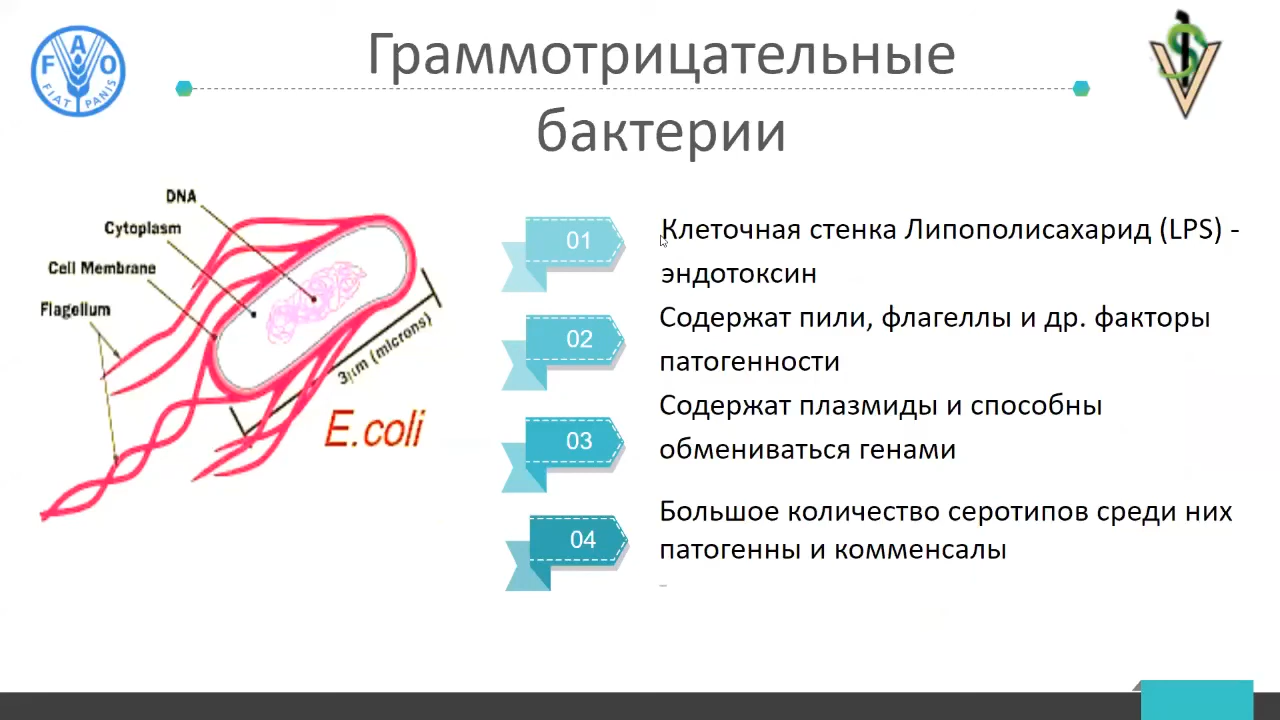 Граммотрицательные
бактерии
FAO
FIAT PANIS
DNA
Cytoplasm
Cell Membrane
Flagellum
3μm (microns)
E.coli
01
Клеточная стенка Липополисахарид (LPS) -
эндотоксин
02
Содержат пили, флагеллы и др. факторы
патогенности
03
Содержат плазмиды и способны
обмениваться генами
04
Большое количество серотипов среди них
патогенны и комменсалы
-